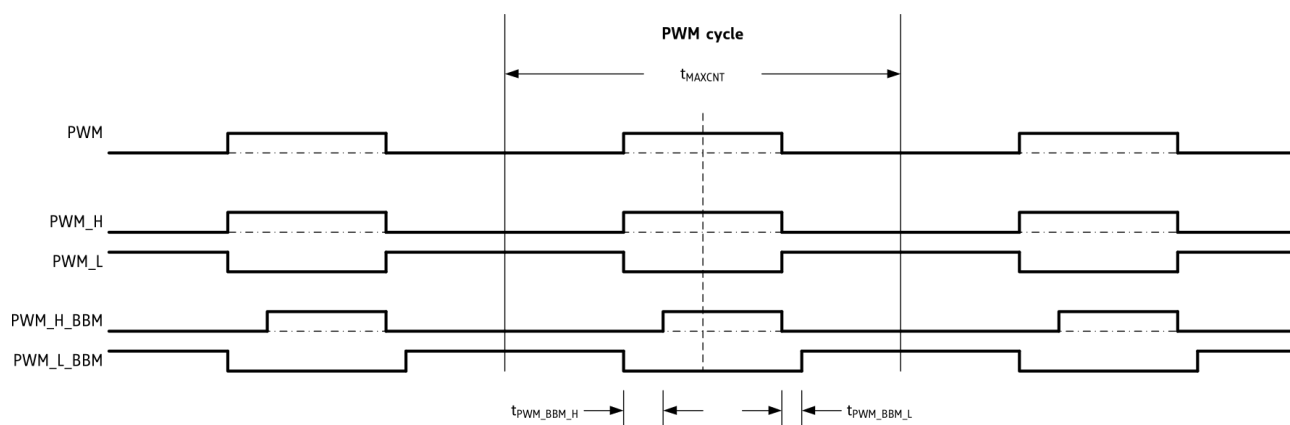 PWM cycle
tMAXCNT
PWM
PWM_H
PWM_L
PWM_H_BBM
PWM_L_BBM
tPWM_BBM_H
tPWM_BBM_L